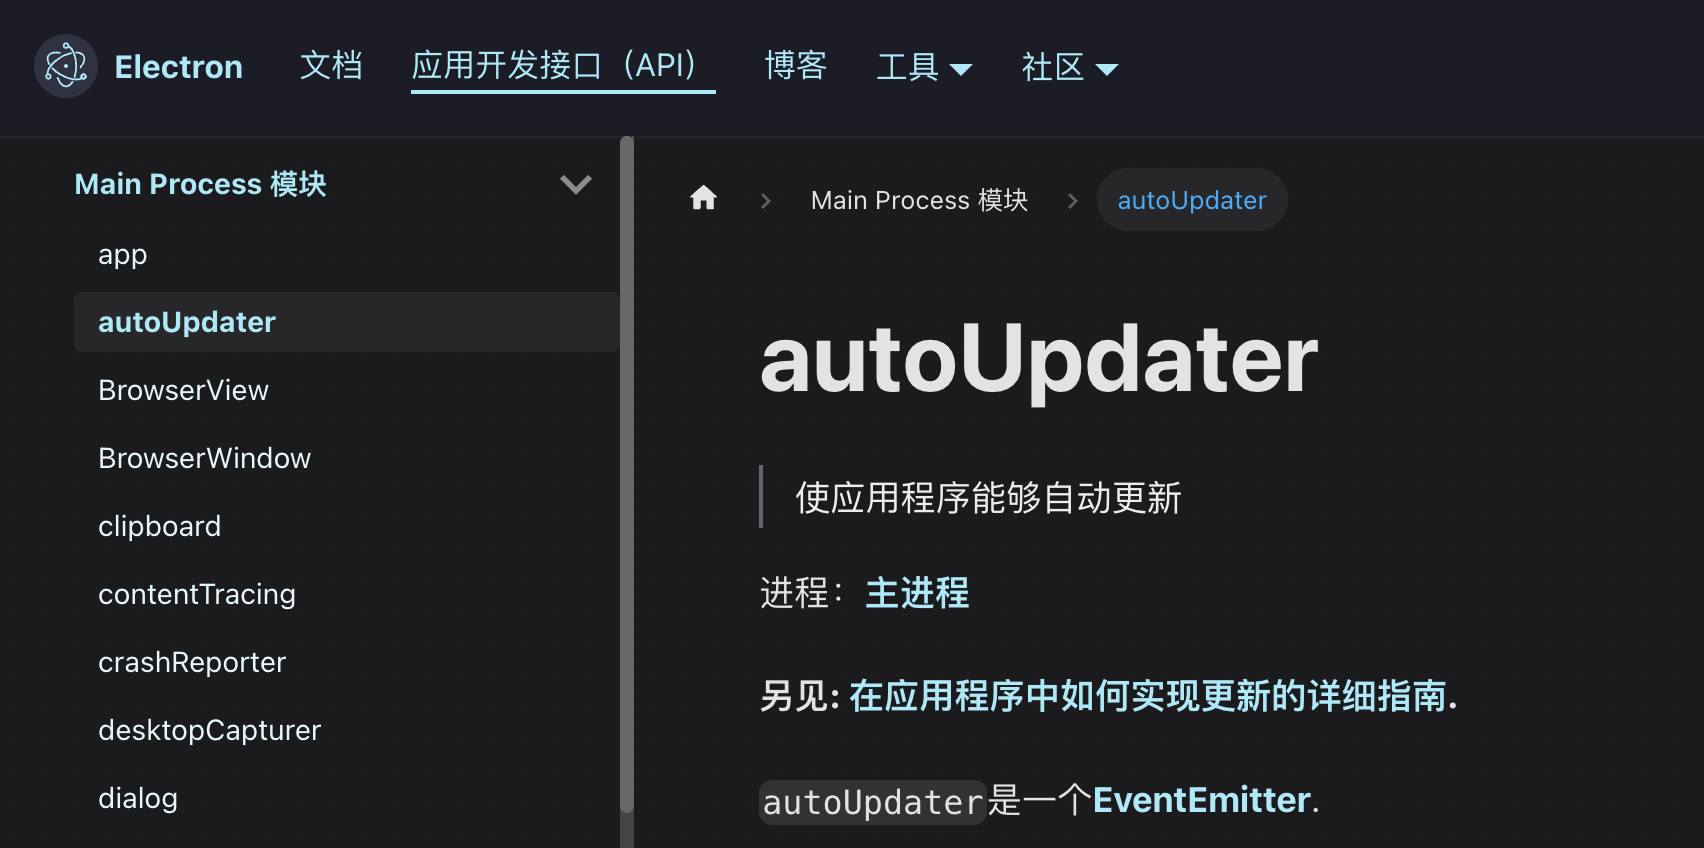 Electron 文档 应用开发接口（API） 博客 工具 社区
Main Process 模块
app
autoUpdater
BrowserView
BrowserWindow
clipboard
contentTracing
crashReporter
desktopCapturer
dialog
Main Process 模块 autoUpdater
autoUpdater
使应用程序能够自动更新
进程：主进程
另见: 在应用程序中如何实现更新的详细指南.
autoUpdater是一个EventEmitter.